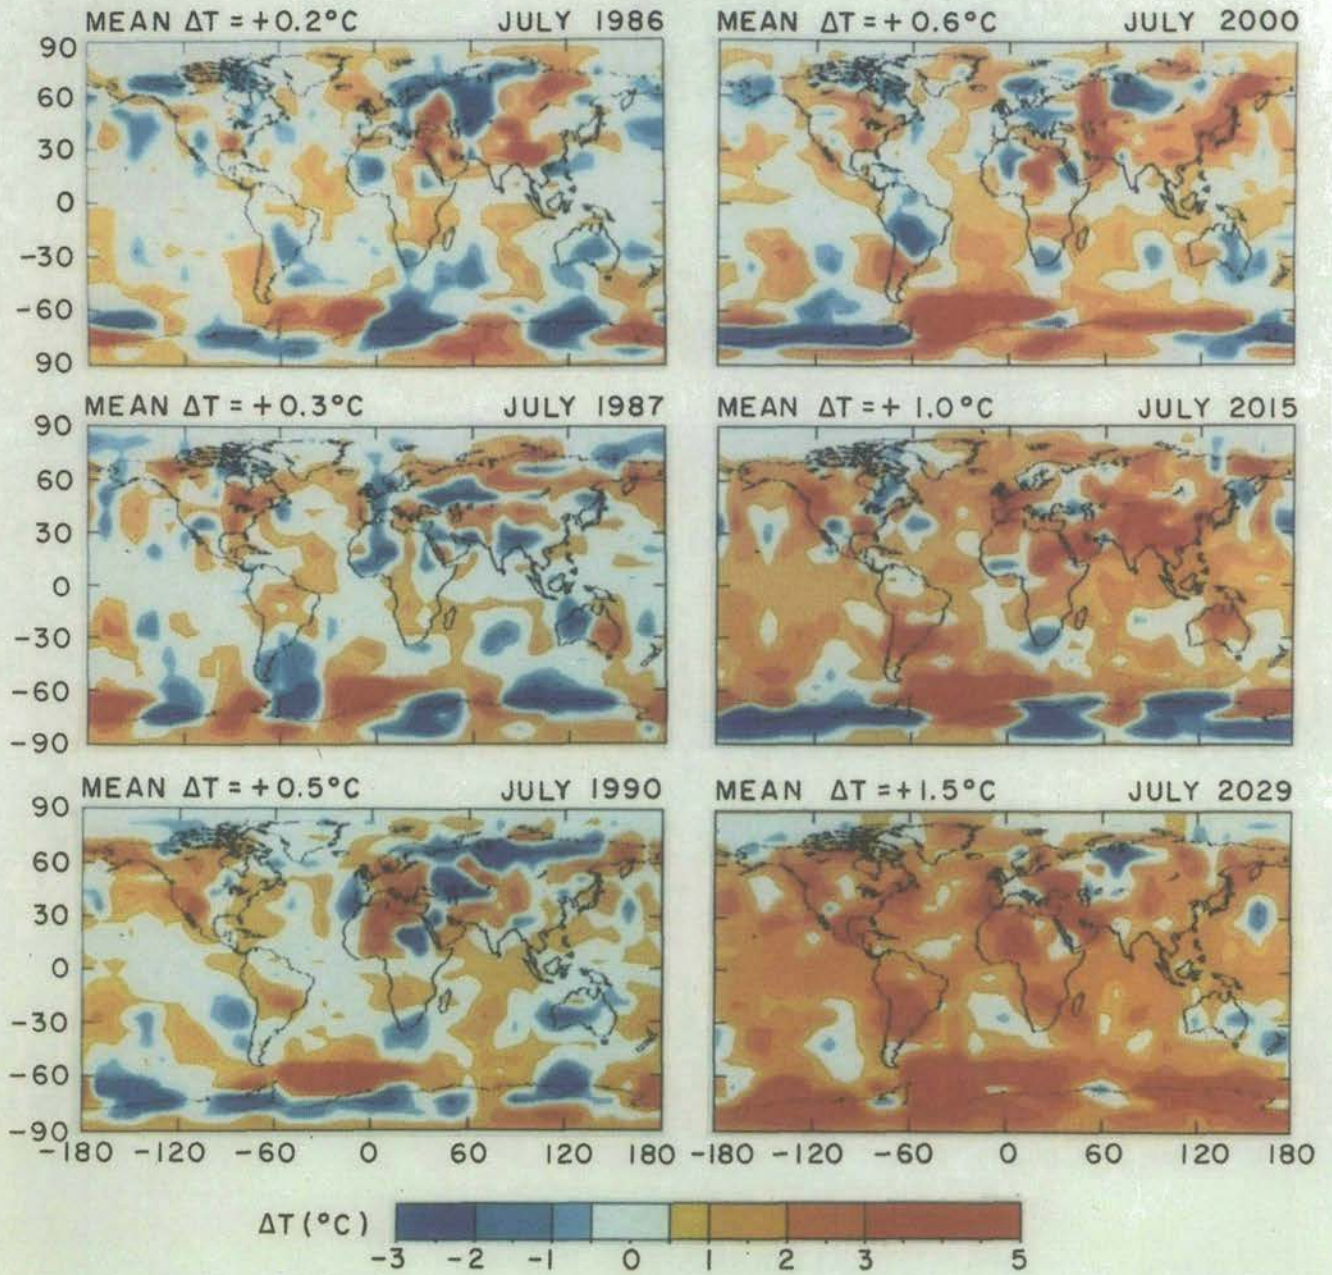 MEAN ΔT = +0.2°C JULY 1986
90
60
30
0
-30
-60
90
MEAN ΔT = + 0.6°C JULY 2000
MEAN ΔT = + 0.3°C JULY 1987
90
60
30
0
-30
-60
-90
MEAN ΔT = + 1.0°C JULY 2015
MEAN ΔT = +0.5°C JULY 1990
90
60
30
0
-30
-60
-90
-180 -120 -60 0 60 120 180
MEAN ΔT = +1.5°C JULY 2029
-180 -120 -60 0 60 120 180
ΔT (°C)
-3 -2 -1 0 1 2 3 5